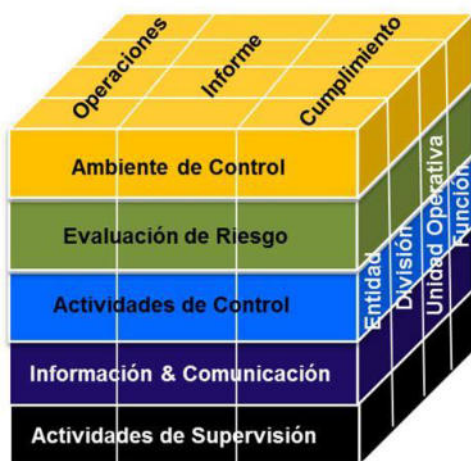 Operaciones
Informe
Cumplimiento
Ambiente de Control
Evaluación de Riesgo
Actividades de Control
Información & Comunicación
Actividades de Supervisión
Entidad
División
Unidad Operativa
Función